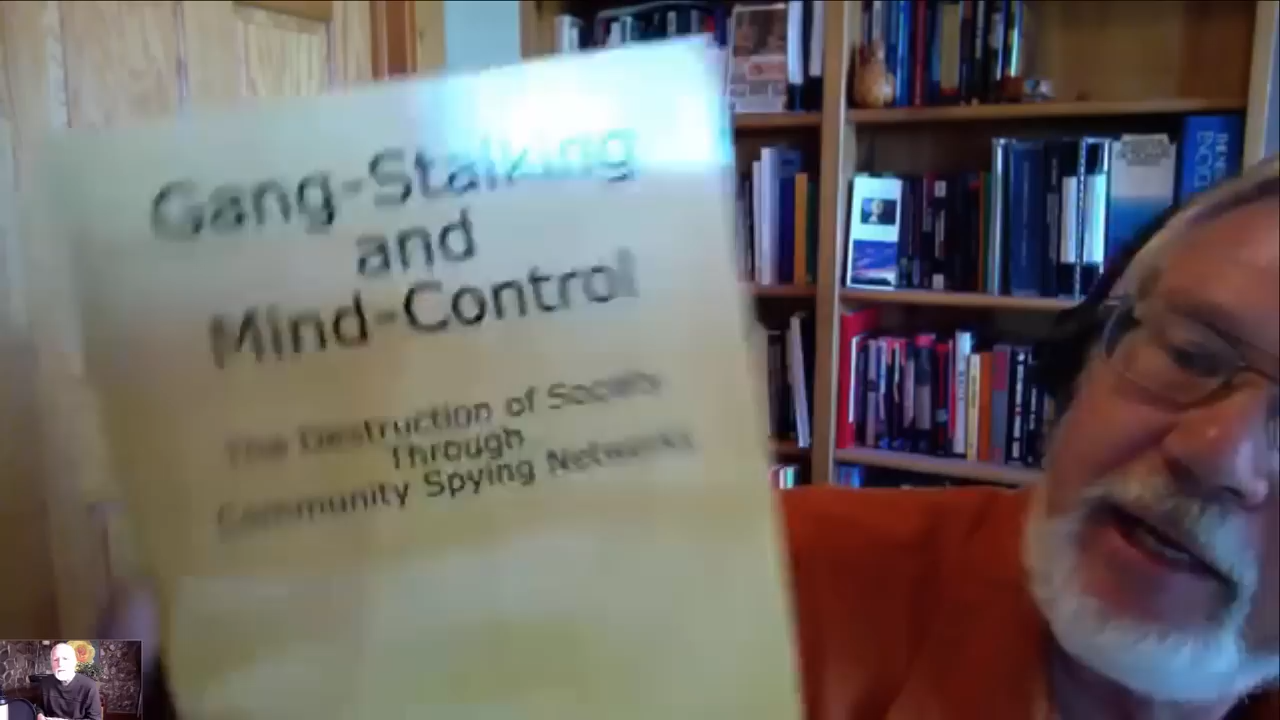 Gang-Stalking
and
Mind-Control
The Destruction of Society
Through
Community Spying Networks